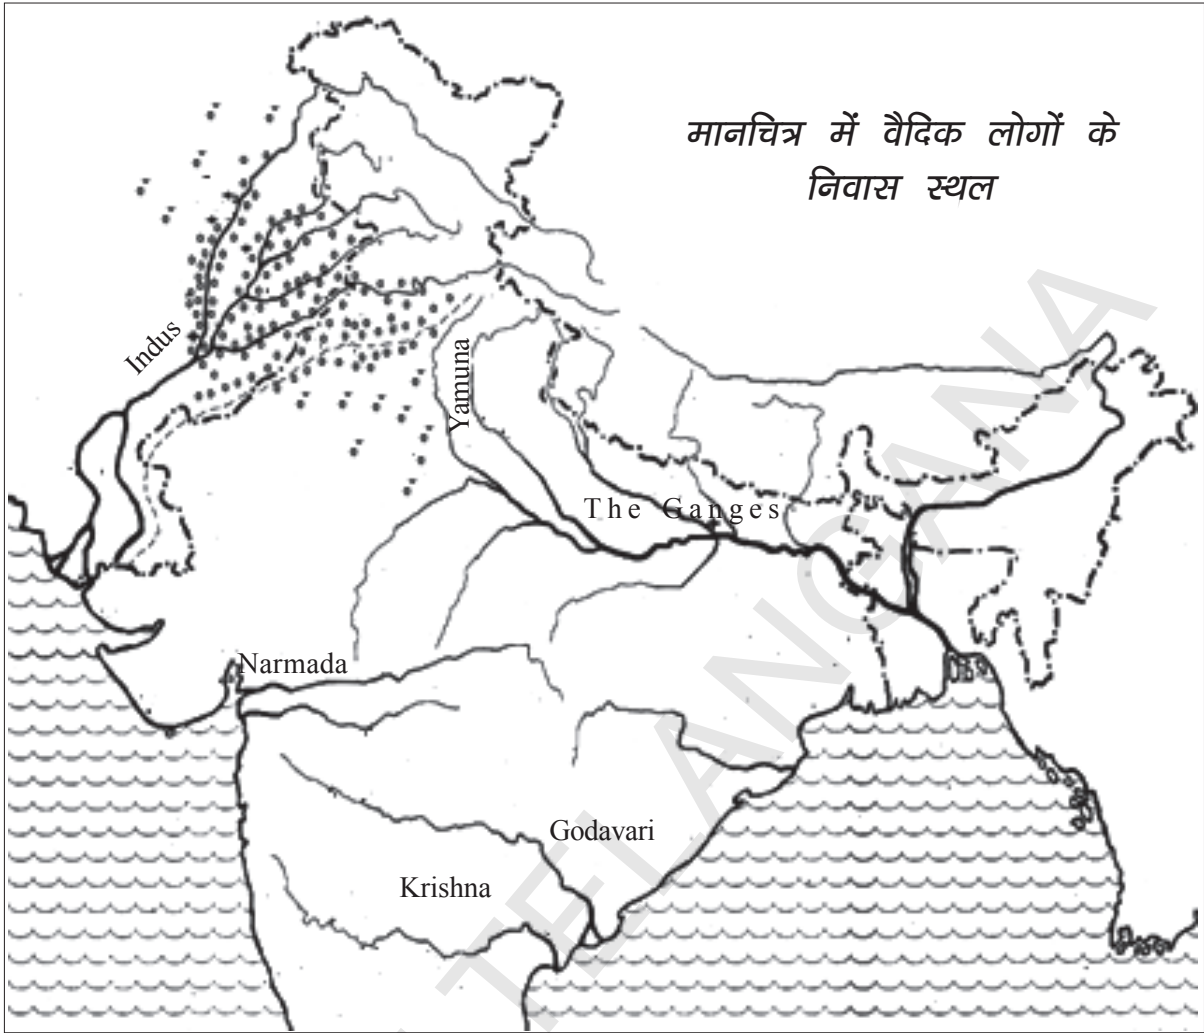 मानचित्र में वैदिक लोगों के
निवास स्थल
Indus
Yamuna
The Ganges
Narmada
Godavari
Krishna
TELANGANA